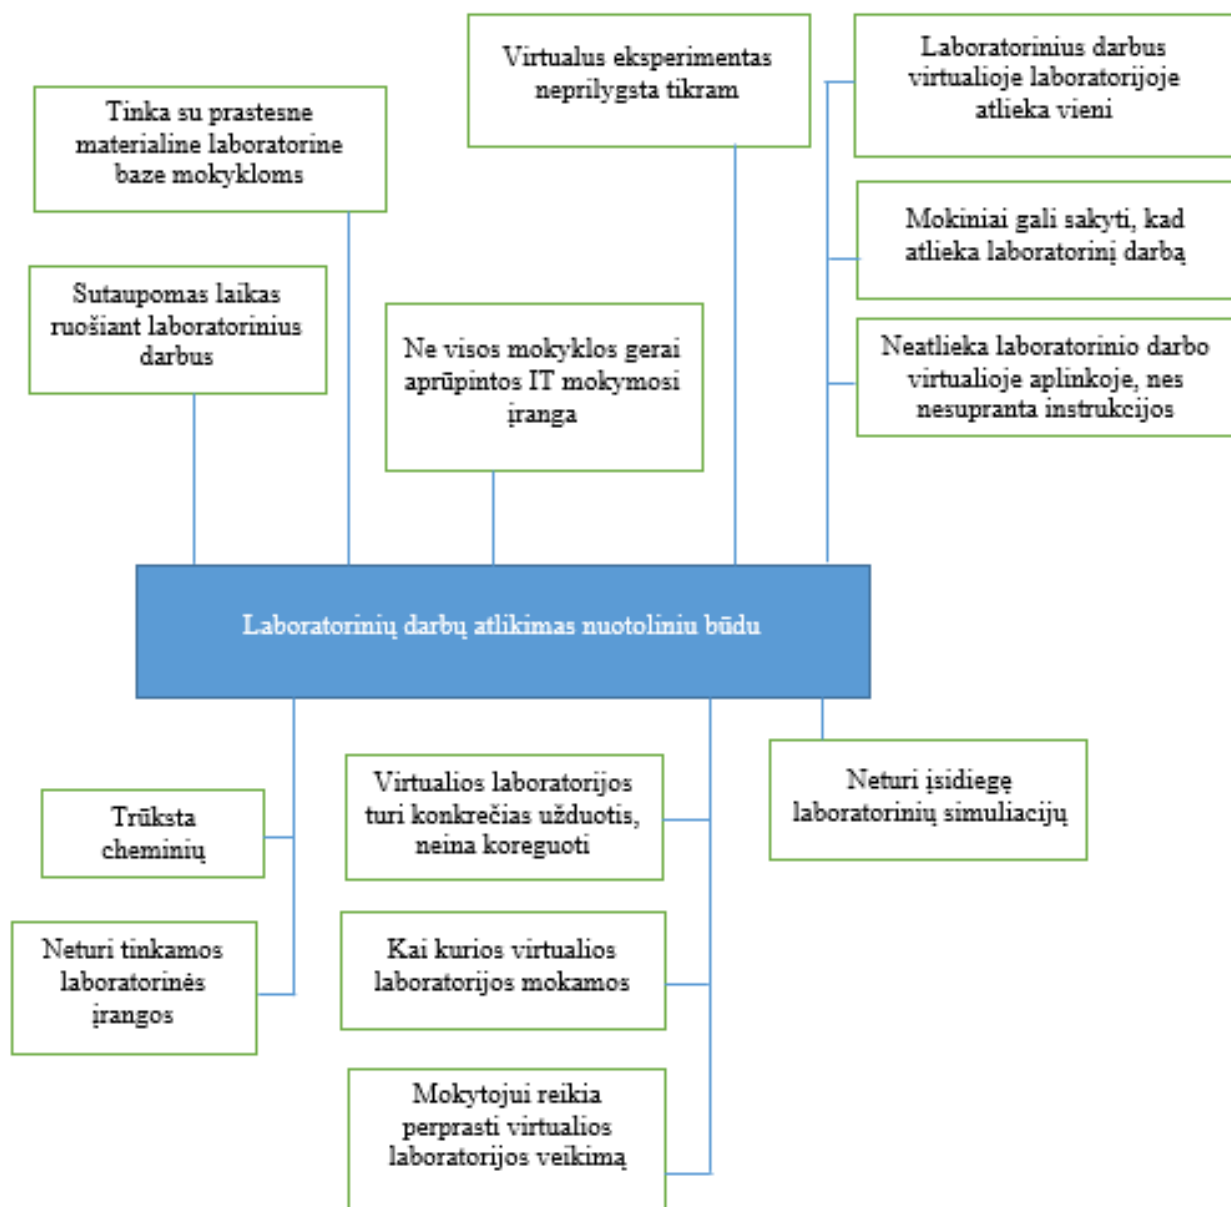 Virtualus eksperimentas
neprilygsta tikram
Laboratorinius darbus
virtualioje laboratorijoje
atlieka vieni
Tinka su prastesne
materialine laboratorine
baze mokykloms
Mokiniai gali sakyti, kad
atlieka laboratorinį darbą
Sutaupomas laikas
ruošiant laboratorinius
darbus
Ne visos mokyklos gerai
aprūpintos IT mokymosi
įranga
Neatlieka laboratorinio darbo
virtualioje aplinkoje, nes
nesupranta instrukcijos
Laboratorinių darbų atlikimas nuotoliniu būdu
Trūksta
cheminių
Neturi tinkamos
laboratorinės
įrangos
Virtualios laboratorijos
turi konkrečias užduotis,
neina koreguoti
Kai kurios virtualios
laboratorijos mokamos
Mokytojui reikia
perprasti virtualios
laboratorijos veikimą
Neturi įsidiegę
laboratorinių simuliacijų